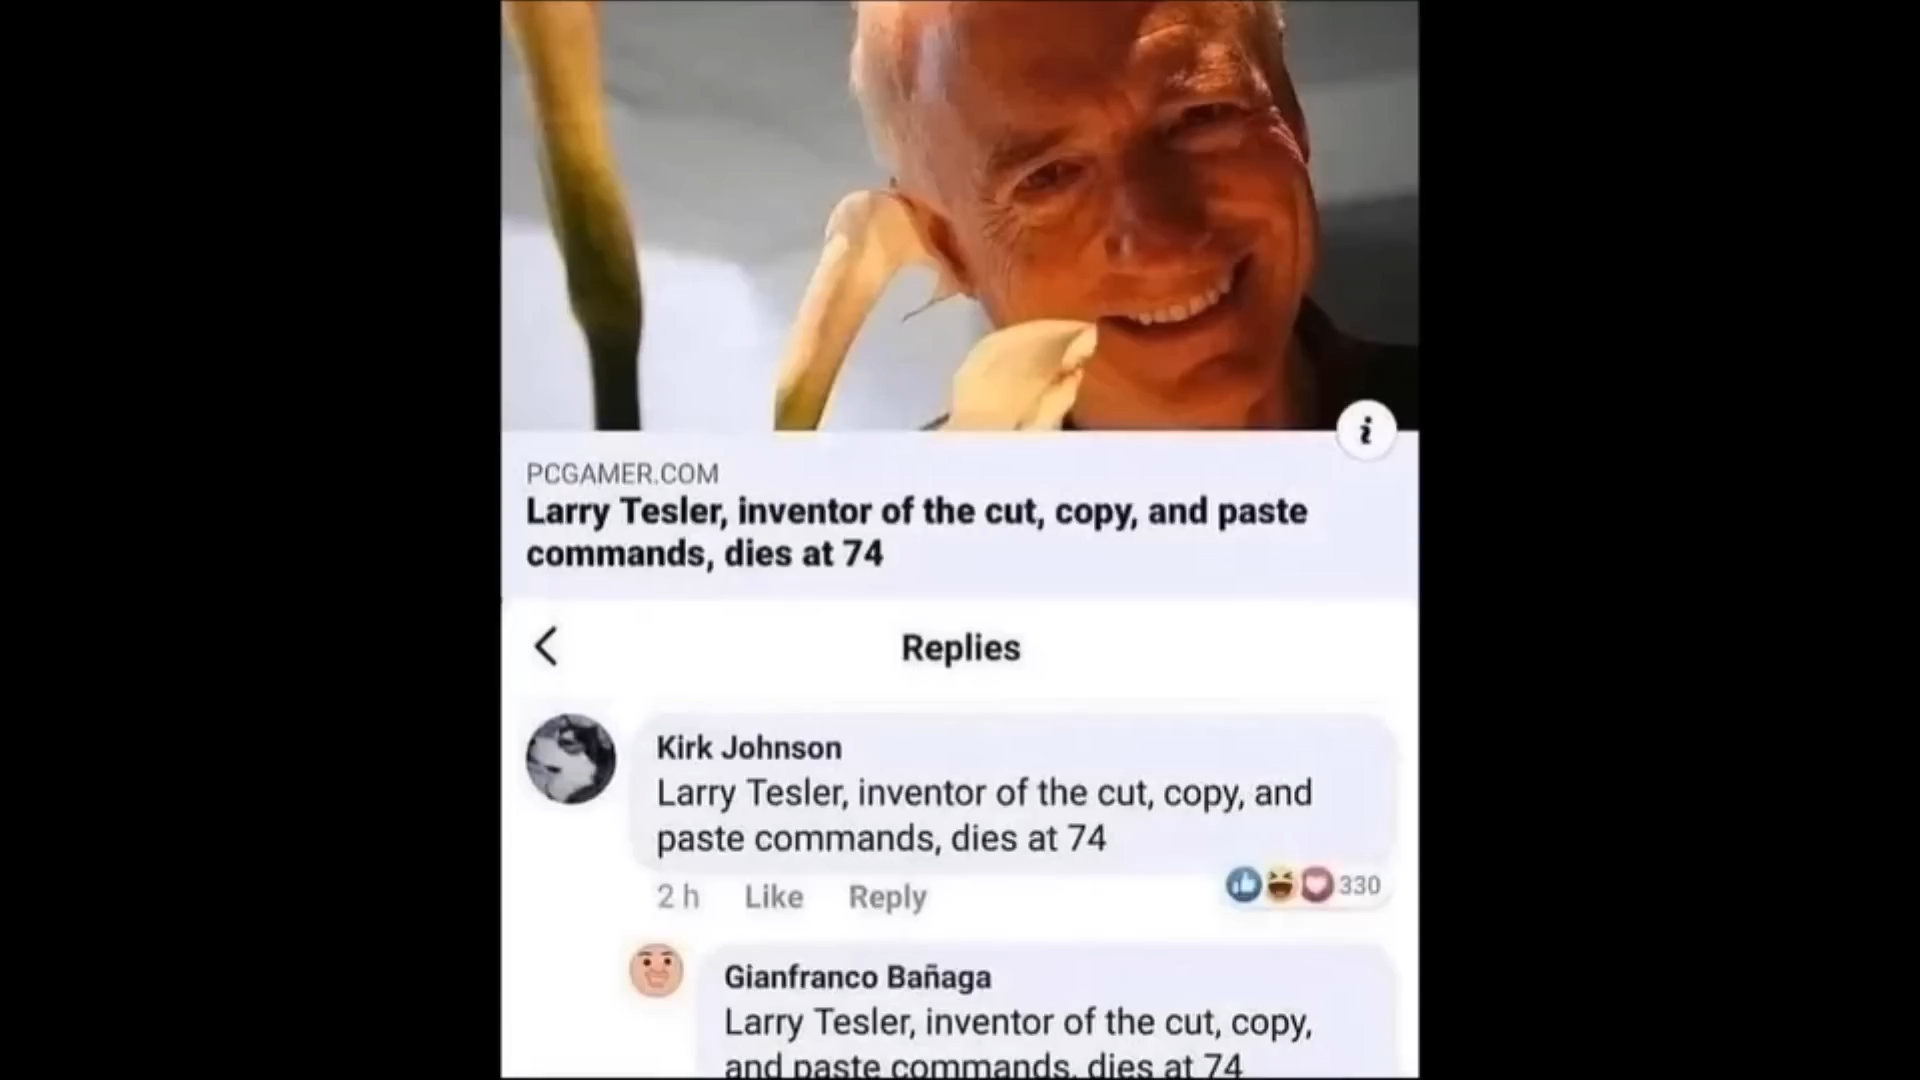 i
PCGAMER.COM
Larry Tesler, inventor of the cut, copy, and paste
commands, dies at 74
Replies
Kirk Johnson
Larry Tesler, inventor of the cut, copy, and
paste commands, dies at 74
2 h Like Reply 330
Gianfranco Bañaga
Larry Tesler, inventor of the cut, copy,
and paste commands, dies at 74